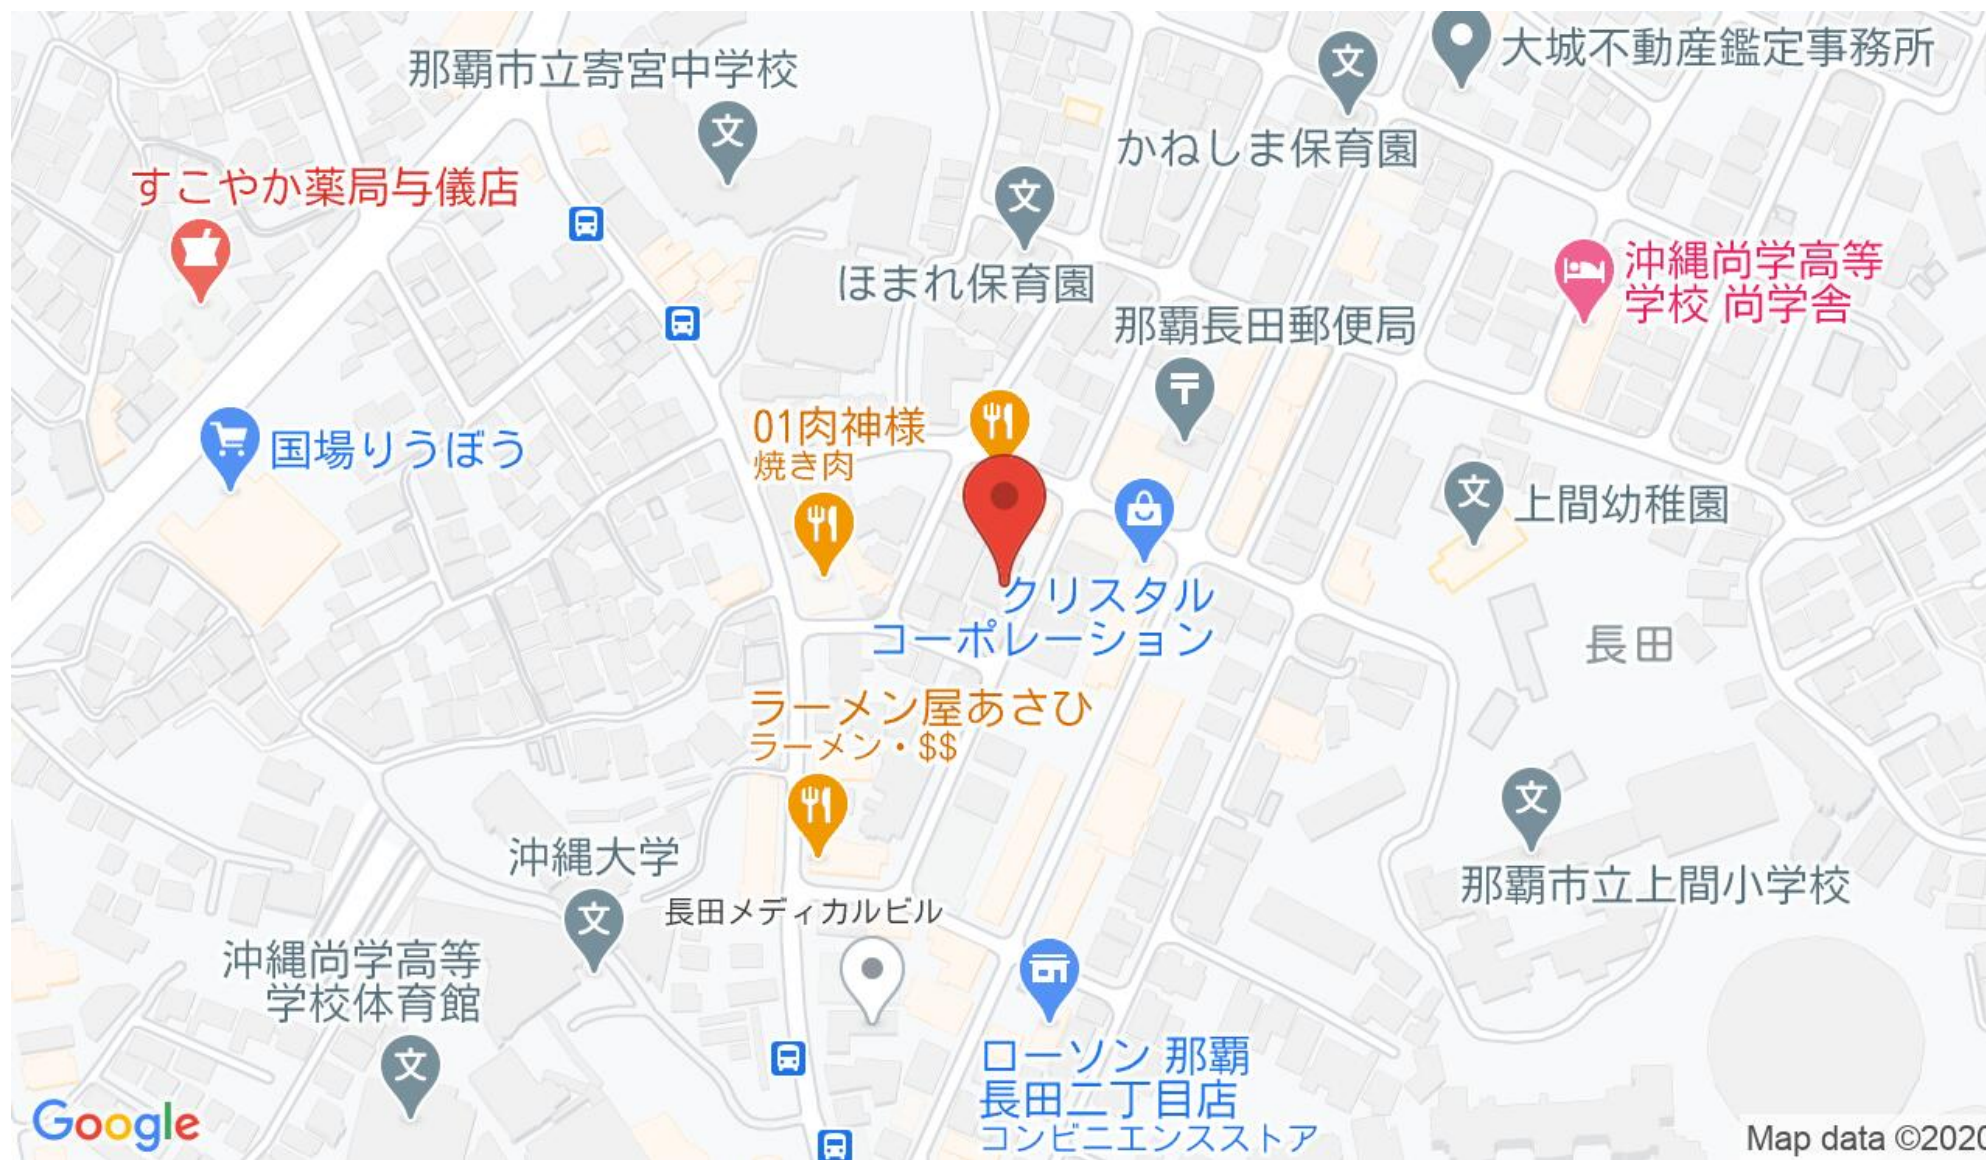 大城不動産鑑定事務所
那覇市立寄宮中学校
文
文
かねしま保育園
すこやか薬局与儀店
文
ほまれ保育園
沖縄尚学高等
学校 尚学舎
那覇長田郵便局
〒
01肉神様
焼き肉
国場りうぼう
文
上間幼稚園
クリスタル
コーポレーション
長田
ラーメン屋あさひ
ラーメン・$$
文
沖縄大学
文
那覇市立上間小学校
長田メディカルビル
沖縄尚学高等
学校体育館
文
ローソン 那覇
長田二丁目店
コンビニエンスストア
Google
Map data ©2020